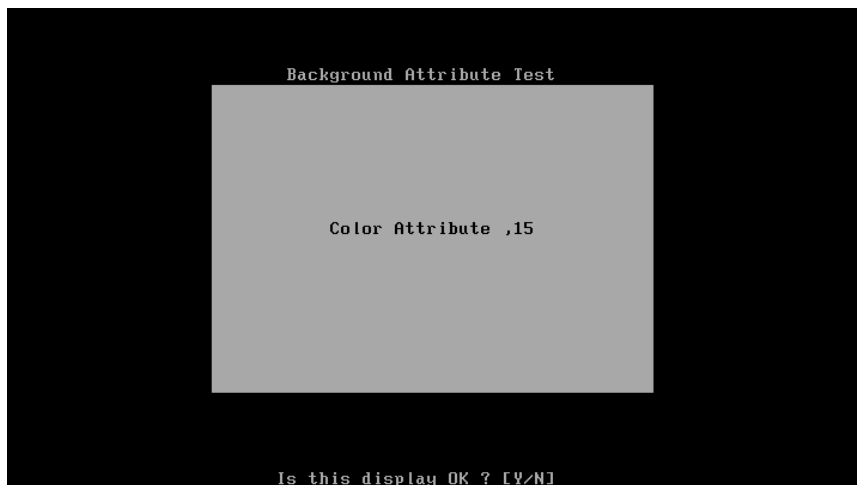 Background Attribute Test
Color Attribute ,15
Is this display OK ? [Y/N]